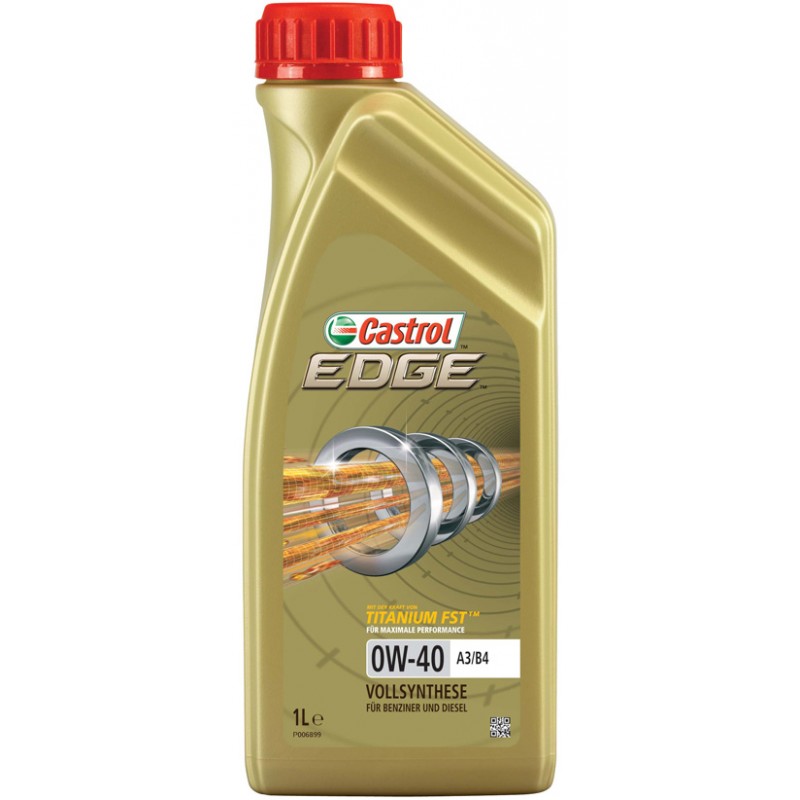 Castrol
EDGE™
MIT DER KRAFT VON
TITANIUM FST™
FÜR MAXIMALE PERFORMANCE
0W-40 A3/B4
VOLLSYNTHESE
FÜR BENZINER UND DIESEL
1L e
P006899